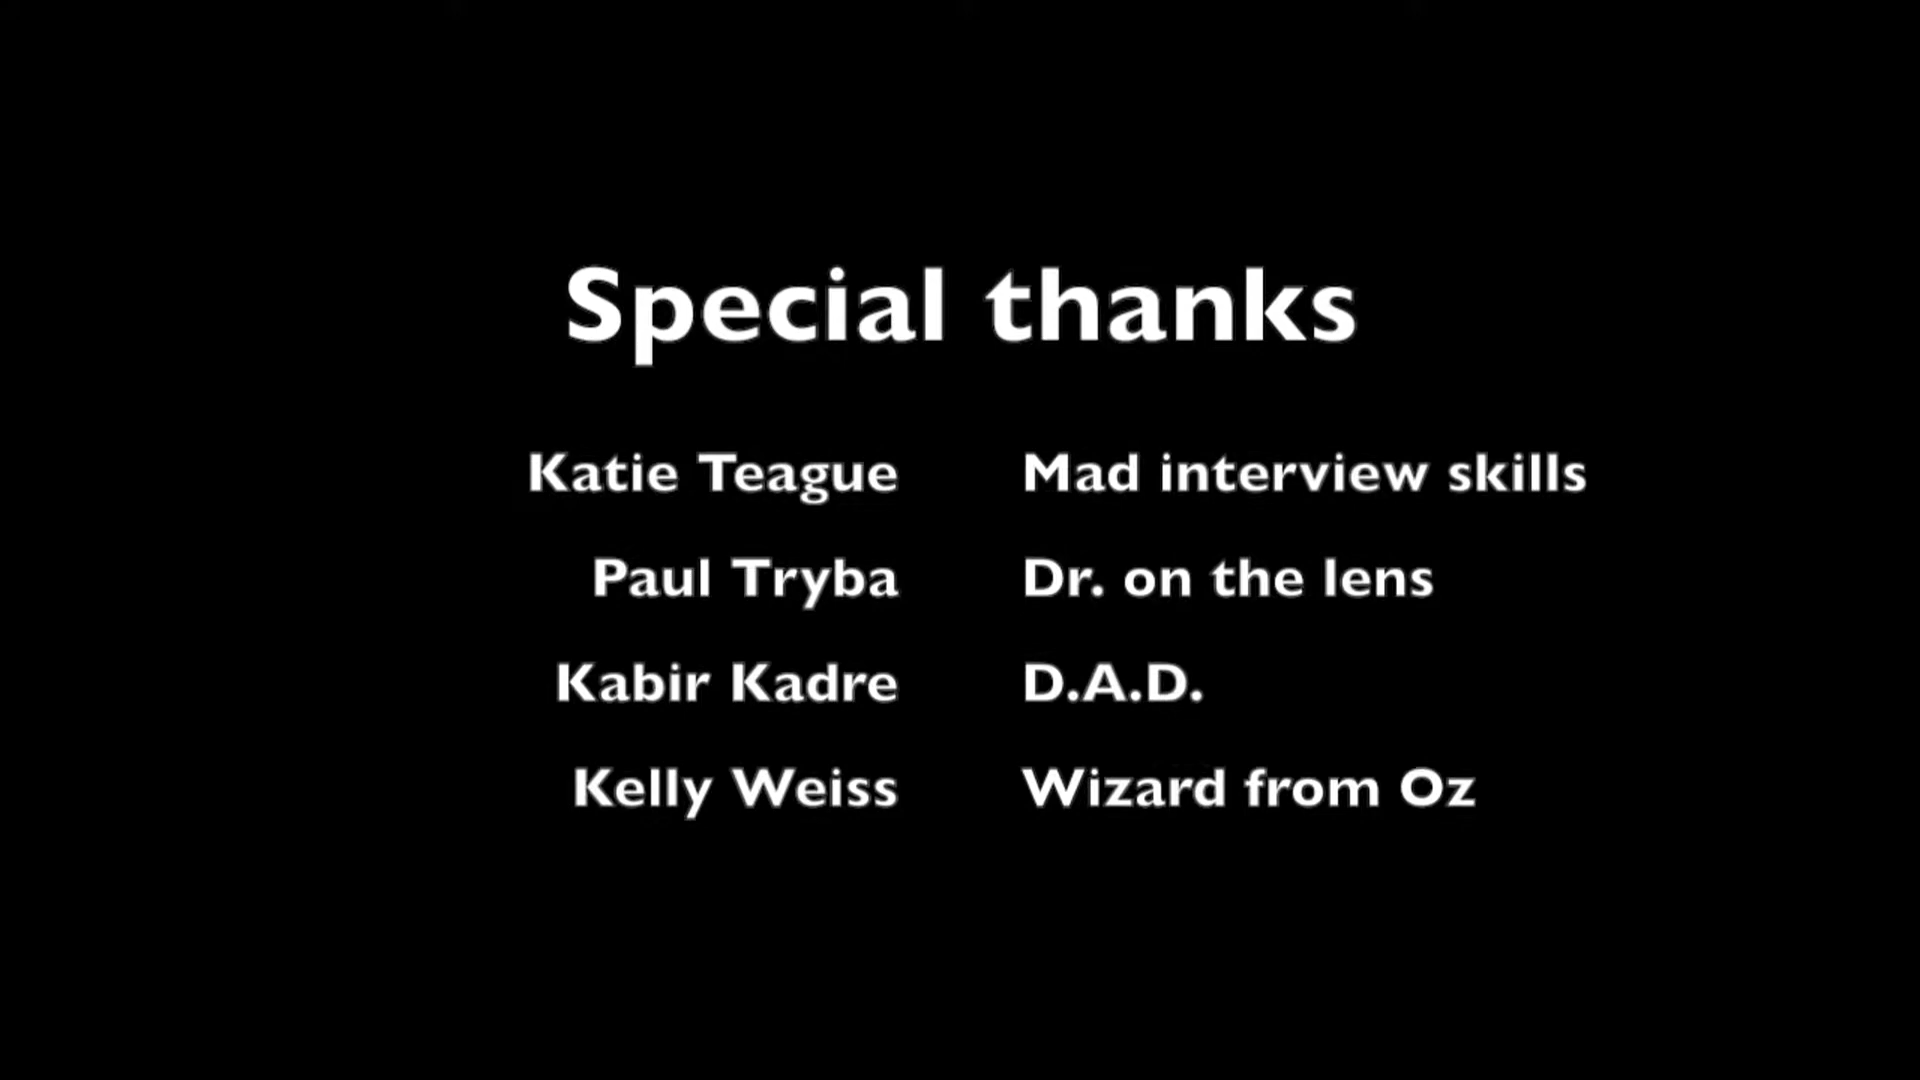 Special thanks
Katie Teague Mad interview skills
Paul Tryba Dr. on the lens
Kabir Kadre D.A.D.
Kelly Weiss Wizard from Oz